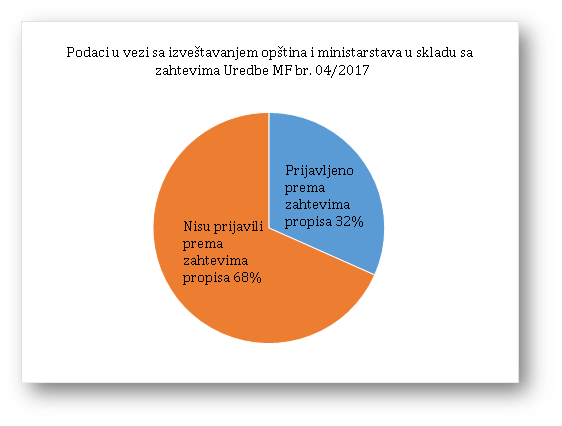 Podaci u vezi sa izveštavanjem opština i ministarstava u skladu sa
zahtevima Uredbe MF br. 04/2017
Prijavljeno
prema
zahtevima
propisa 32%
Nisu prijavili
prema
zahtevima
propisa 68%